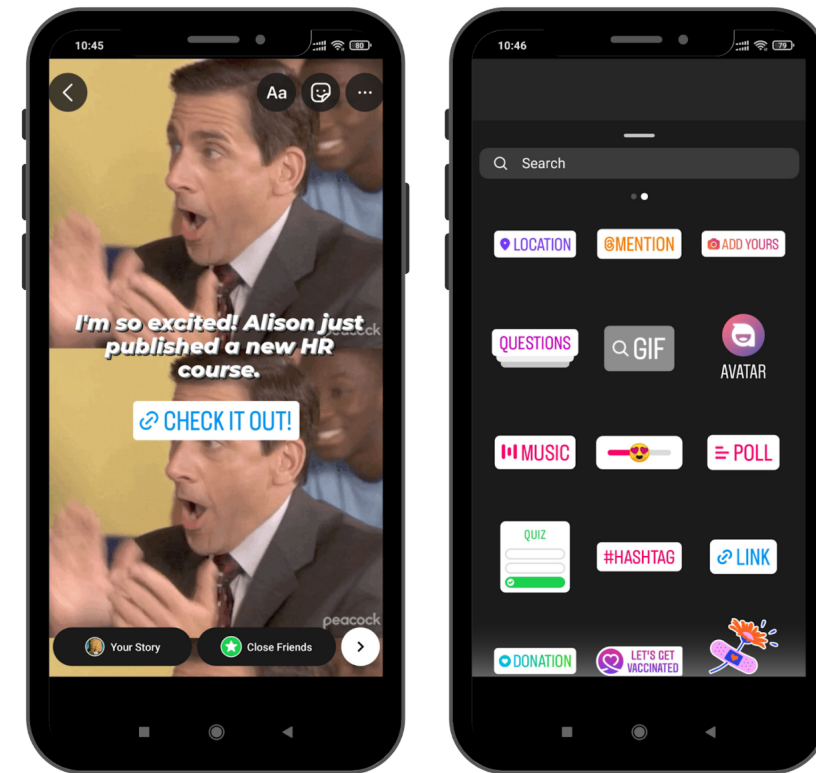 10:45
80
Aa
I'm so excited! Alison just
published a new HR
course.
CHECK IT OUT!
peacock
Your Story
Close Friends
10:46
79
Search
LOCATION
@MENTION
ADD YOURS
QUESTIONS
GIF
AVATAR
MUSIC
POLL
QUIZ
#HASHTAG
LINK
DONATION
LET'S GET
VACCINATED